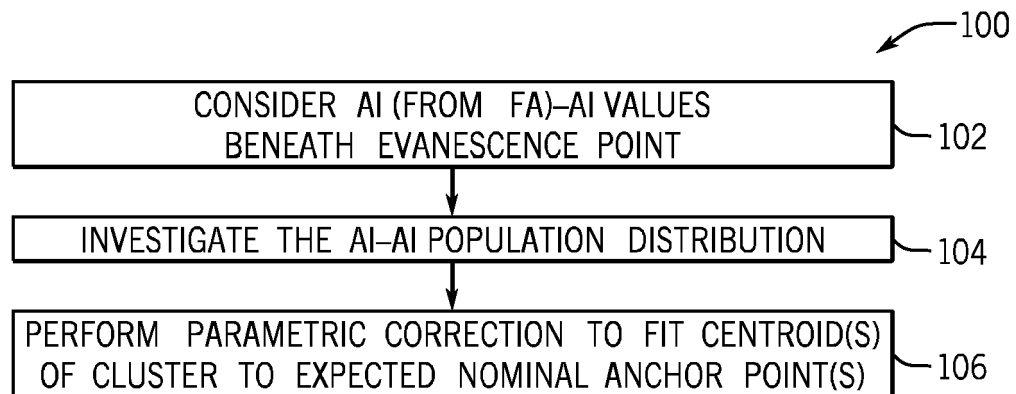 100
CONSIDER AI (FROM FA)–AI VALUES
BENEATH EVANESCENCE POINT
102
INVESTIGATE THE AI–AI POPULATION DISTRIBUTION
104
PERFORM PARAMETRIC CORRECTION TO FIT CENTROID(S)
OF CLUSTER TO EXPECTED NOMINAL ANCHOR POINT(S)
106